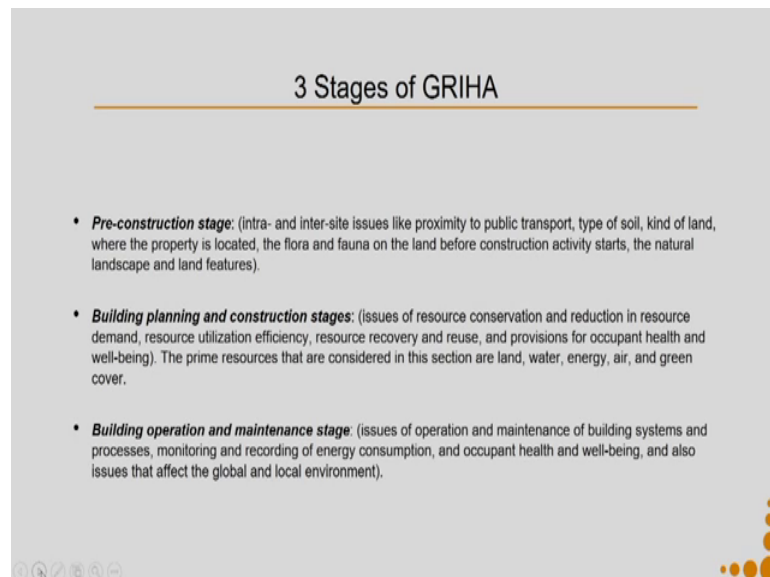 3 Stages of GRIHA
• Pre-construction stage: (intra- and inter-site issues like proximity to public transport, type of soil, kind of land,
where the property is located, the flora and fauna on the land before construction activity starts, the natural
landscape and land features).
• Building planning and construction stages: (issues of resource conservation and reduction in resource
demand, resource utilization efficiency, resource recovery and reuse, and provisions for occupant health and
well-being). The prime resources that are considered in this section are land, water, energy, air, and green
cover.
• Building operation and maintenance stage: (issues of operation and maintenance of building systems and
processes, monitoring and recording of energy consumption, and occupant health and well-being, and also
issues that affect the global and local environment).